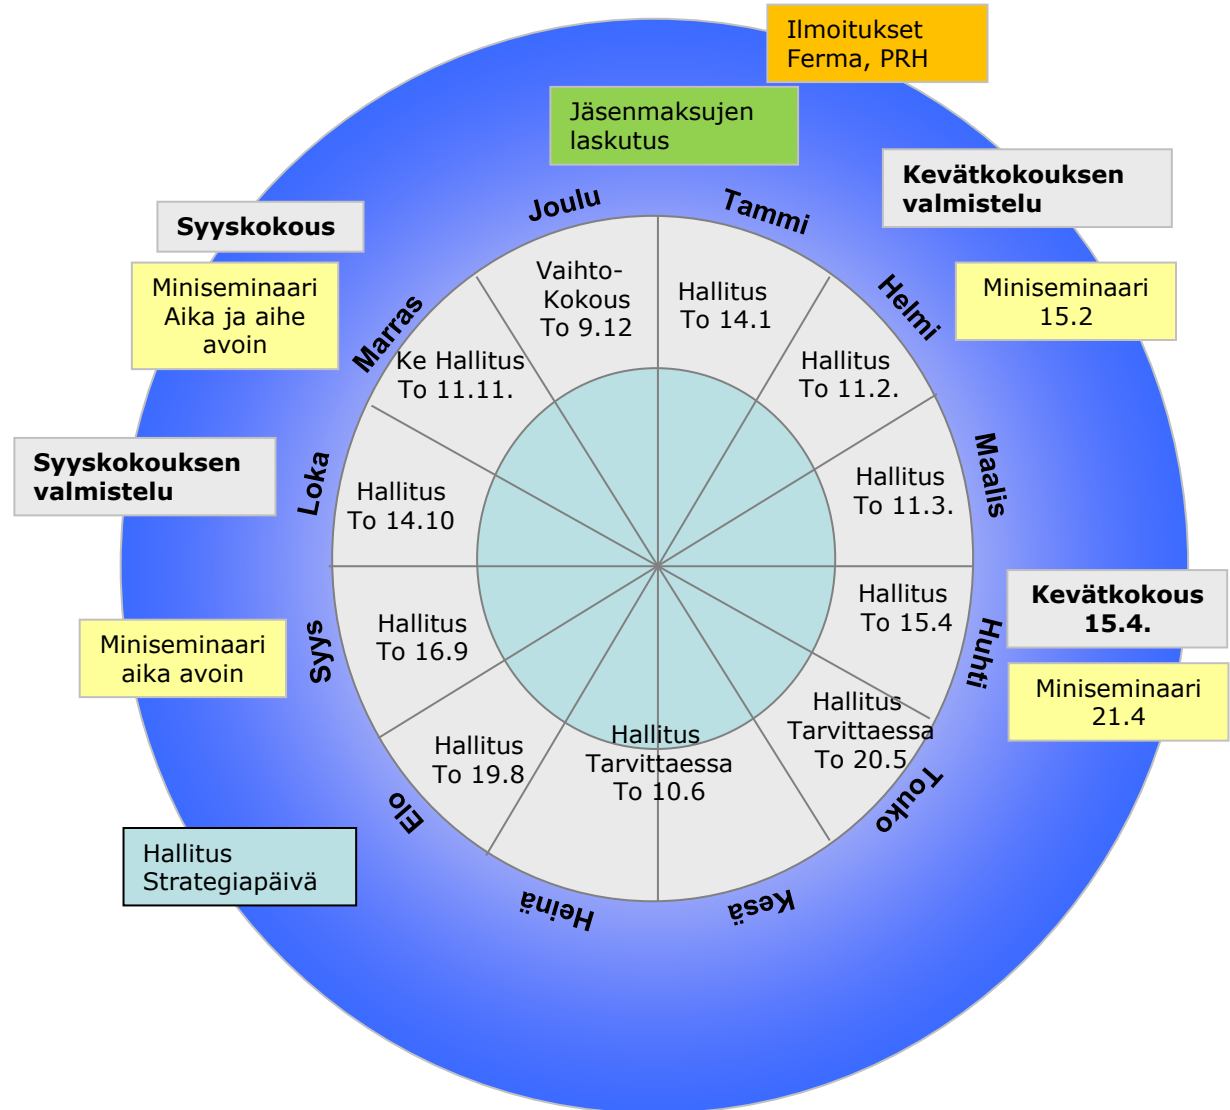 Ilmoitukset
Ferma, PRH
Jäsenmaksujen
laskutus
Kevätkokouksen
valmistelu
Syyskokous
Miniseminaari
Aika ja aihe
avoin
Miniseminaari
15.2
Syyskokouksen
valmistelu
Kevätkokous
15.4.
Miniseminaari
21.4
Miniseminaari
aika avoin
Hallitus
Strategiapäivä
Tammi
Hallitus
To 14.1
Helmi
Hallitus
To 11.2.
Maalis
Hallitus
To 11.3.
Huhti
Hallitus
To 15.4
Touko
Hallitus
Tarvittaessa
To 20.5
Kesä
Hallitus
Tarvittaessa
To 10.6
Heinä
Elo
Hallitus
To 19.8
Syys
Hallitus
To 16.9
Loka
Hallitus
To 14.10
Marras
Ke Hallitus
To 11.11.
Joulu
Vaihto-
Kokous
To 9.12